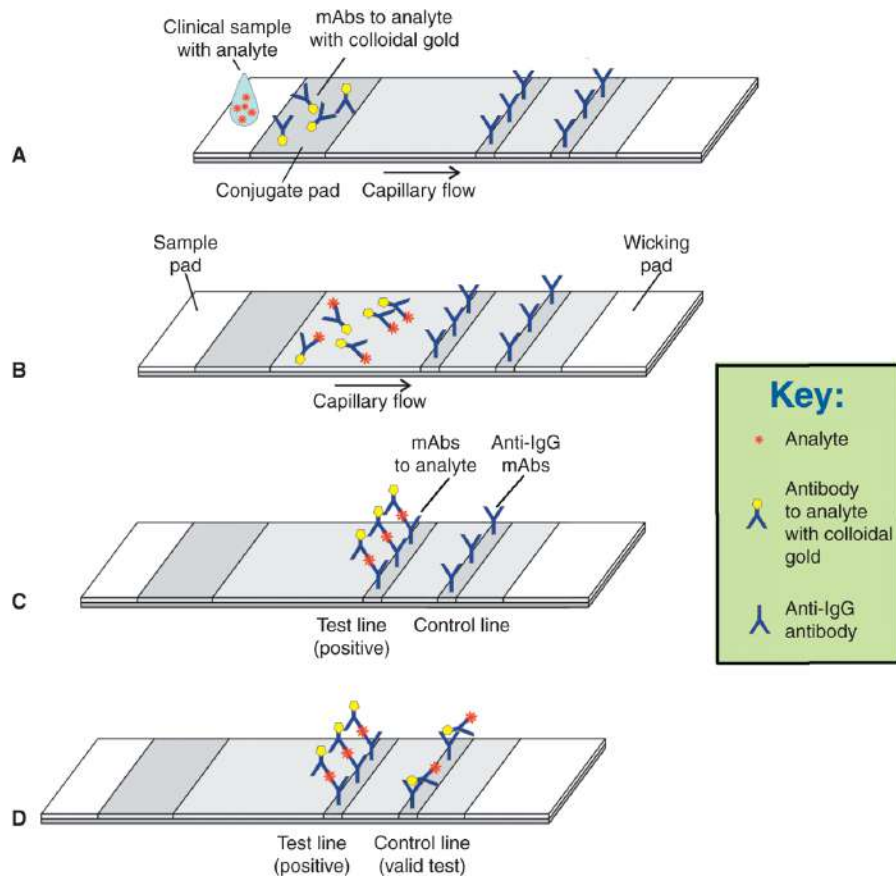 Clinical sample
with analyte
mAbs to analyte
with colloidal gold
A
Conjugate pad
Capillary flow
Sample
pad
Wicking
pad
B
Capillary flow
mAbs
to analyte
Anti-IgG
mAbs
C
Test line
(positive)
Control line
D
Test line
(positive)
Control line
(valid test)
Key:
Analyte
Antibody
to analyte
with colloidal
gold
Anti-IgG
antibody